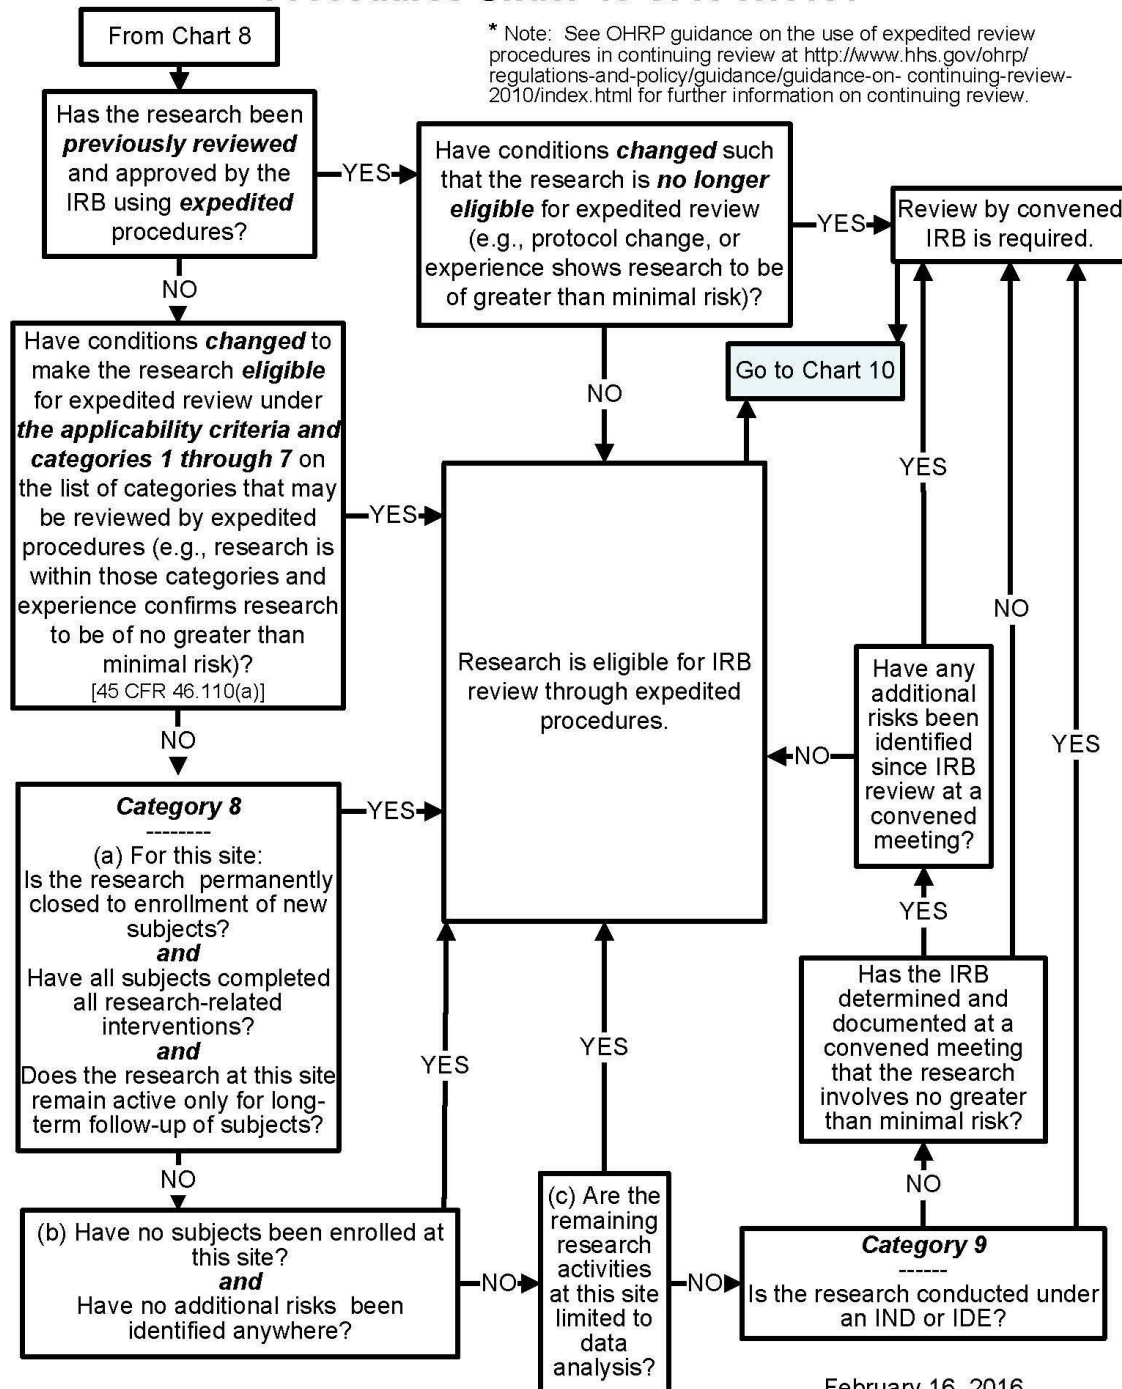 From Chart 8
* Note: See OHRP guidance on the use of expedited review
procedures in continuing review at http://www.hhs.gov/ohrp/
regulations-and-policy/guidance/guidance-on- continuing-review-
2010/index.html for further information on continuing review.
Has the research been
previously reviewed
and approved by the
IRB using expedited
procedures?
YES
Have conditions changed such
that the research is no longer
eligible for expedited review
(e.g., protocol change, or
experience shows research to be
of greater than minimal risk)?
YES
Review by convened
IRB is required.
NO
Have conditions changed to
make the research eligible
for expedited review under
the applicability criteria and
categories 1 through 7 on
the list of categories that may
be reviewed by expedited
procedures (e.g., research is
within those categories and
experience confirms research
to be of no greater than
minimal risk)?
[45 CFR 46.110(a)]
NO
Go to Chart 10
YES
YES
Research is eligible for IRB
review through expedited
procedures.
NO
NO
Have any
additional
risks been
identified
since IRB
review at a
convened
meeting?
YES
NO
Category 8
--------
(a) For this site:
Is the research permanently
closed to enrollment of new
subjects?
and
Have all subjects completed
all research-related
interventions?
and
Does the research at this site
remain active only for long-
term follow-up of subjects?
YES
YES
Has the IRB
determined and
documented at a
convened meeting
that the research
involves no greater
than minimal risk?
YES
YES
NO
NO
(b) Have no subjects been enrolled at
this site?
and
Have no additional risks been
identified anywhere?
NO
(c) Are the
remaining
research
activities
at this site
limited to
data
analysis?
NO
Category 9
------
Is the research conducted under
an IND or IDE?
February 16, 2016